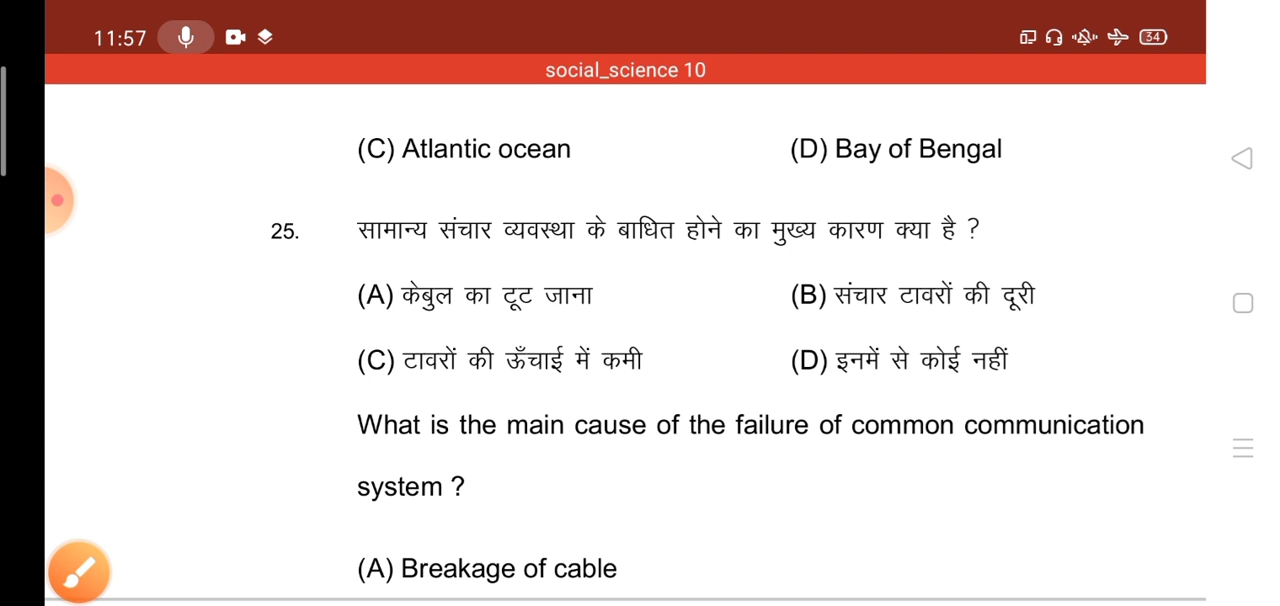 11:57
34
social_science 10
(C) Atlantic ocean (D) Bay of Bengal
25. सामान्य संचार व्यवस्था के बाधित होने का मुख्य कारण क्या है ?
(A) केबुल का टूट जाना (B) संचार टावरों की दूरी
(C) टावरों की ऊँचाई में कमी (D) इनमें से कोई नहीं
What is the main cause of the failure of common communication
system ?
(A) Breakage of cable